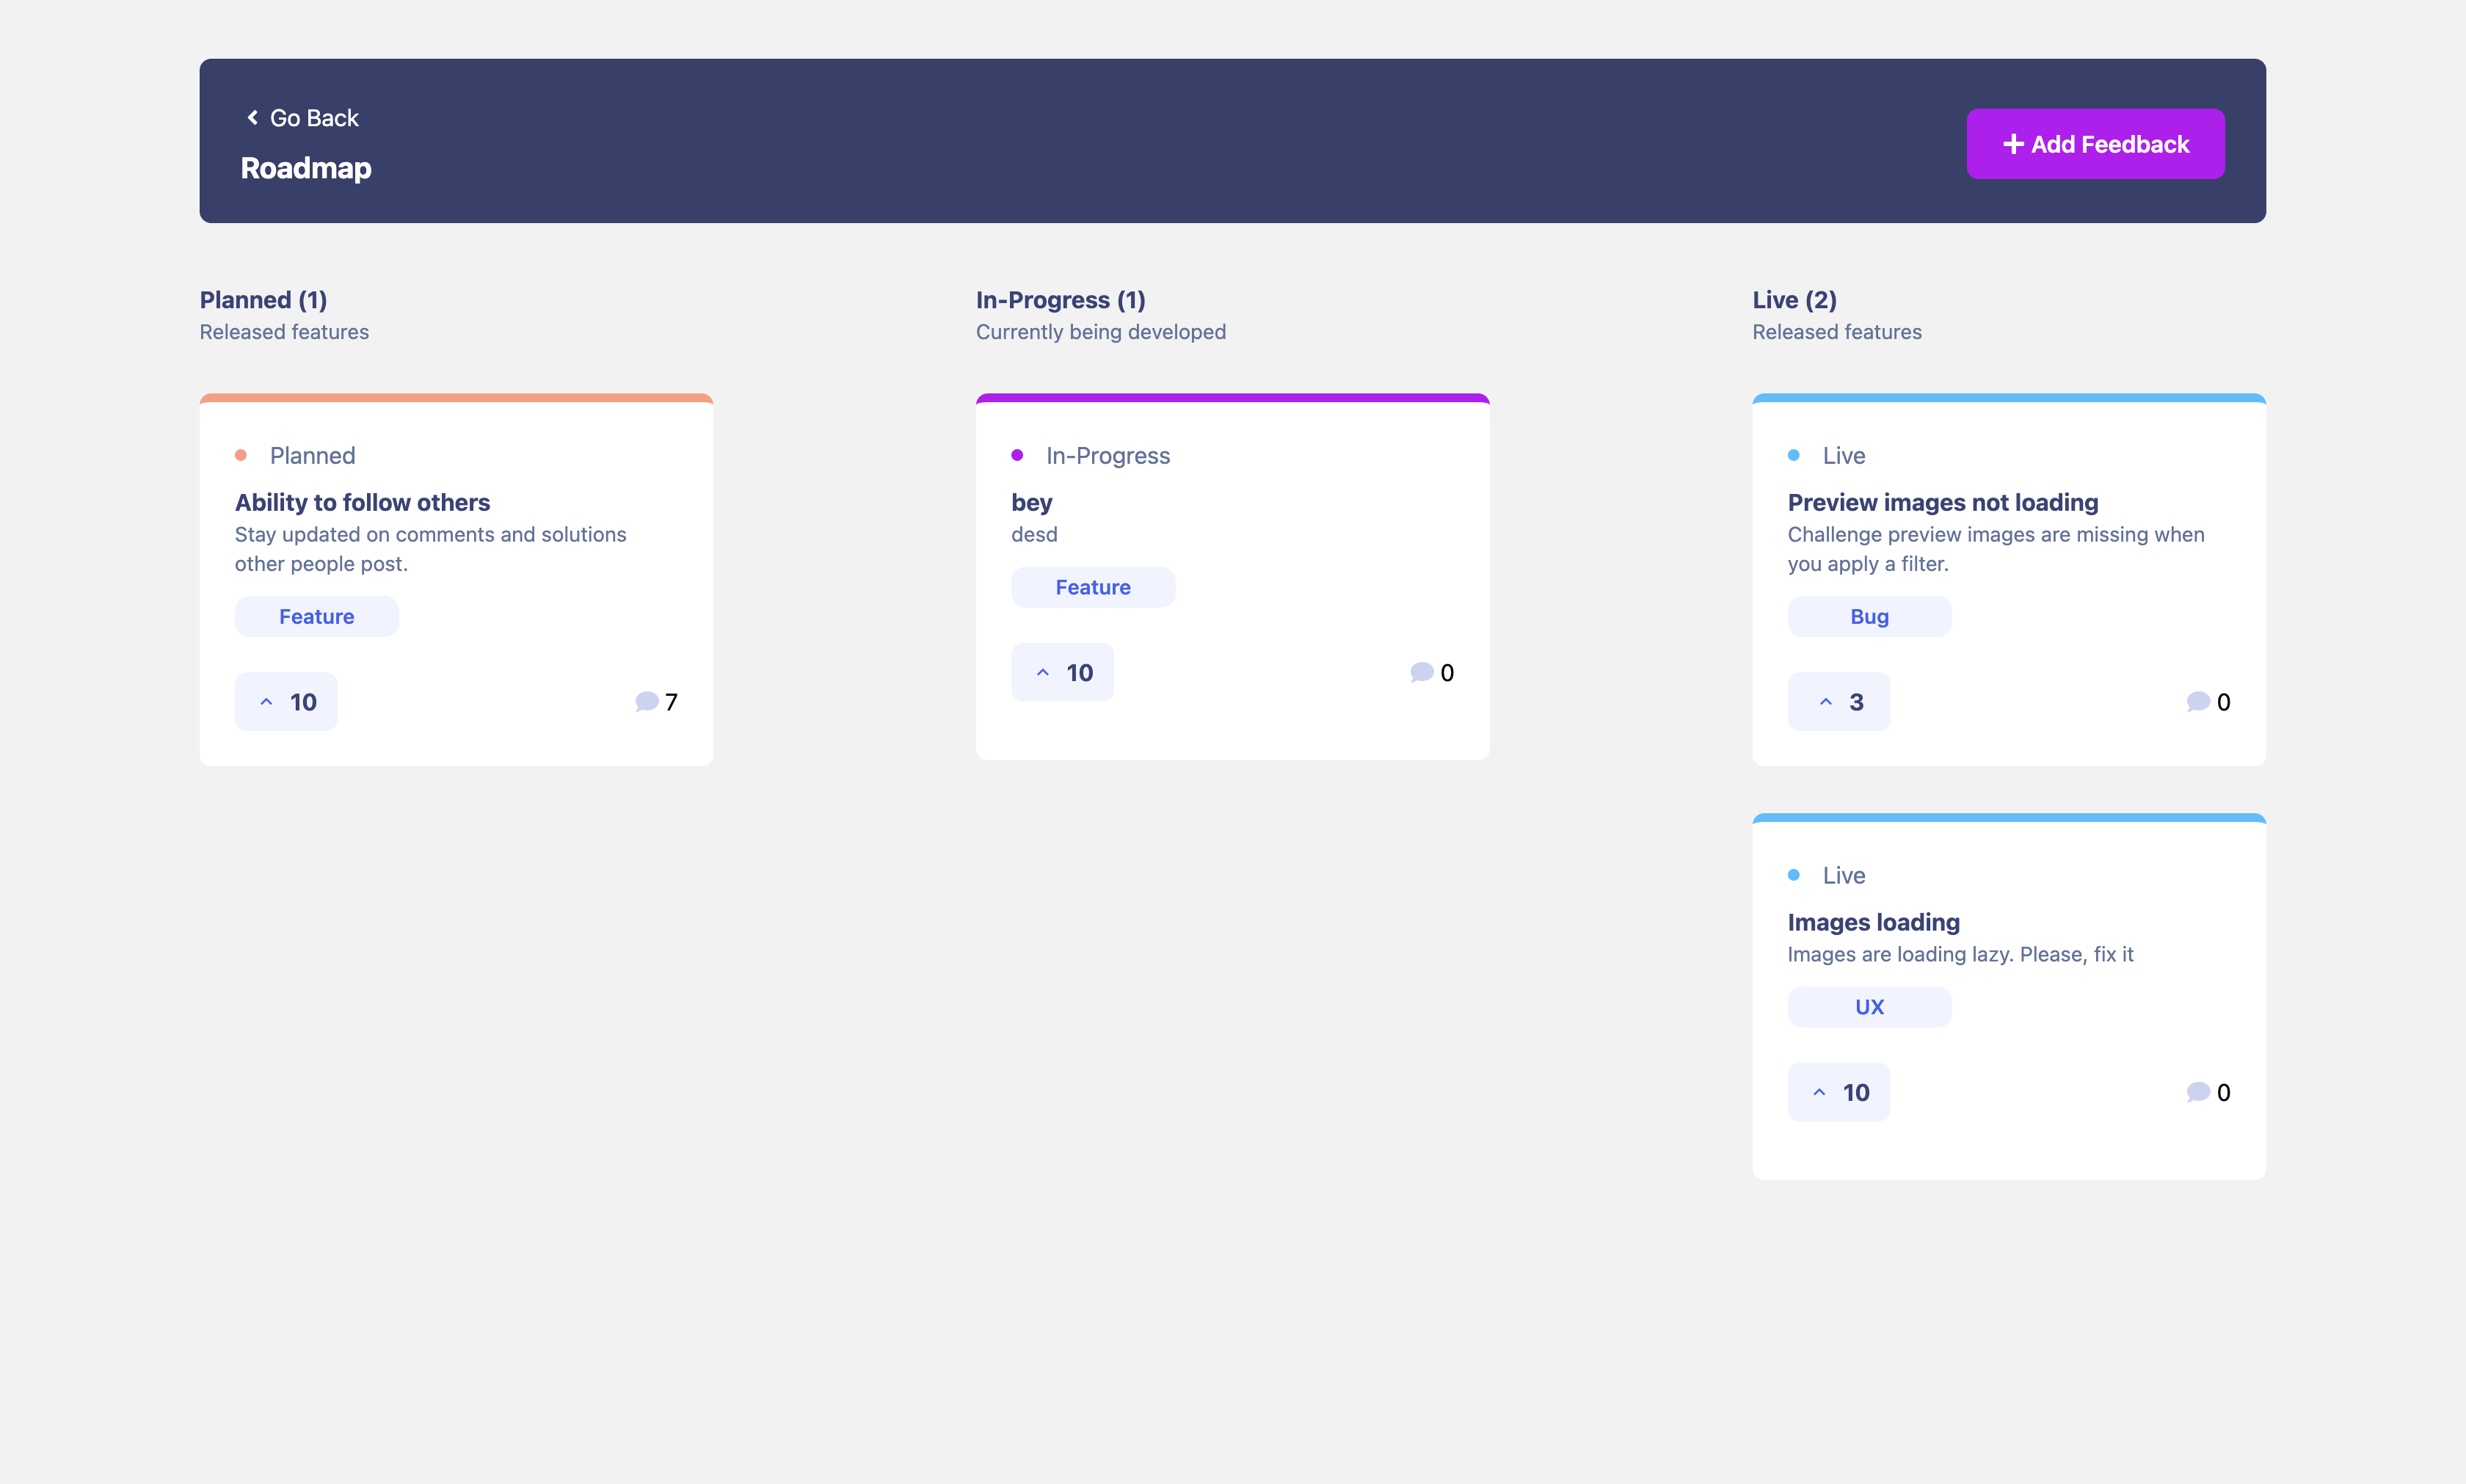 Go Back
Roadmap
Add Feedback
Planned (1)
Released features
In-Progress (1)
Currently being developed
Live (2)
Released features
Planned
Ability to follow others
Stay updated on comments and solutions
other people post.
Feature
10
7
In-Progress
bey
desd
Feature
10
0
Live
Preview images not loading
Challenge preview images are missing when
you apply a filter.
Bug
3
0
Live
Images loading
Images are loading lazy. Please, fix it
UX
10
0